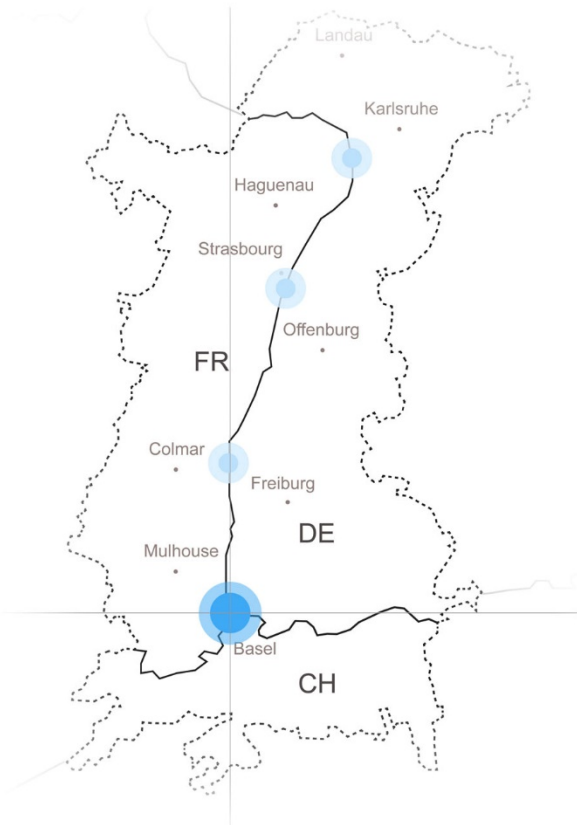 Landau
Karlsruhe
Haguenau
Strasbourg
Offenburg
FR
Colmar
Freiburg
DE
Mulhouse
Basel
CH